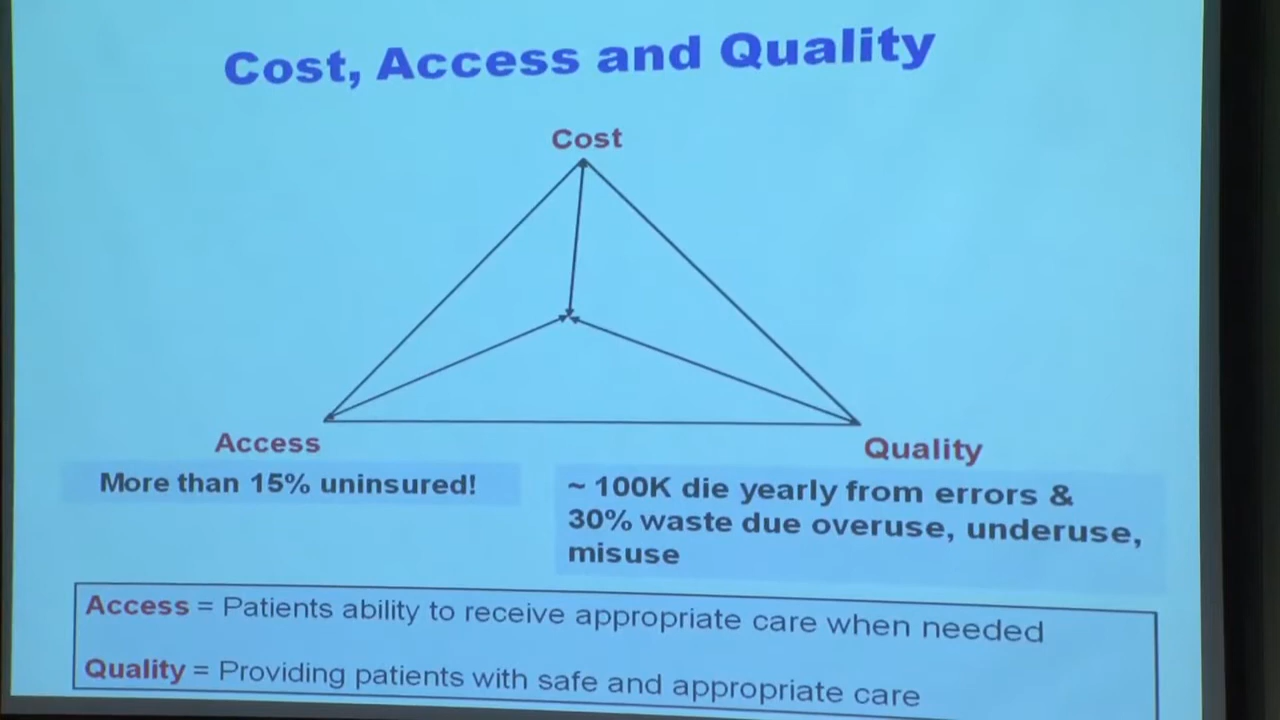 Cost, Access and Quality
Cost
Access
Quality
More than 15% uninsured!
~ 100K die yearly from errors &
30% waste due overuse, underuse,
misuse
Access = Patients ability to receive appropriate care when needed
Quality = Providing patients with safe and appropriate care